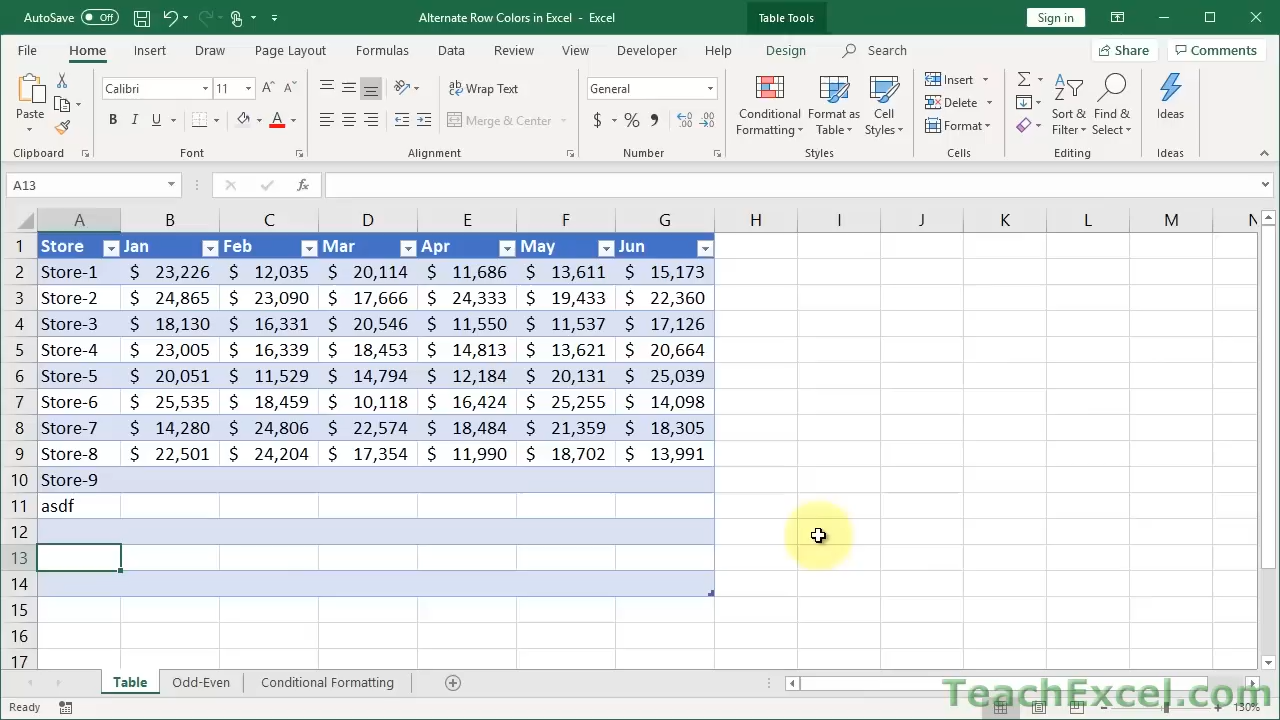 AutoSave Off Alternate Row Colors in Excel - Excel Table Tools Sign in
File Home Insert Draw Page Layout Formulas Data Review View Developer Help Design Search Share Comments
Paste Calibri 11 A A ab Wrap Text General Conditional Formatting Format as Table Cell Styles Insert Delete Format Sort & Filter Find & Select Ideas
B I U A Merge & Center $ % ,
Clipboard Font Alignment Number Styles Cells Editing Ideas
A13 fx
A B C D E F G H I J K L M N
1 Store Jan Feb Mar Apr May Jun
2 Store-1 $ 23,226 $ 12,035 $ 20,114 $ 11,686 $ 13,611 $ 15,173
3 Store-2 $ 24,865 $ 23,090 $ 17,666 $ 24,333 $ 19,433 $ 22,360
4 Store-3 $ 18,130 $ 16,331 $ 20,546 $ 11,550 $ 11,537 $ 17,126
5 Store-4 $ 23,005 $ 16,339 $ 18,453 $ 14,813 $ 13,621 $ 20,664
6 Store-5 $ 20,051 $ 11,529 $ 14,794 $ 12,184 $ 20,131 $ 25,039
7 Store-6 $ 25,535 $ 18,459 $ 10,118 $ 16,424 $ 25,255 $ 14,098
8 Store-7 $ 14,280 $ 24,806 $ 22,574 $ 18,484 $ 21,359 $ 18,305
9 Store-8 $ 22,501 $ 24,204 $ 17,354 $ 11,990 $ 18,702 $ 13,991
10 Store-9
11 asdf
12
13
14
15
16
17
Table Odd-Even Conditional Formatting
TeachExcel.com
Ready 130%